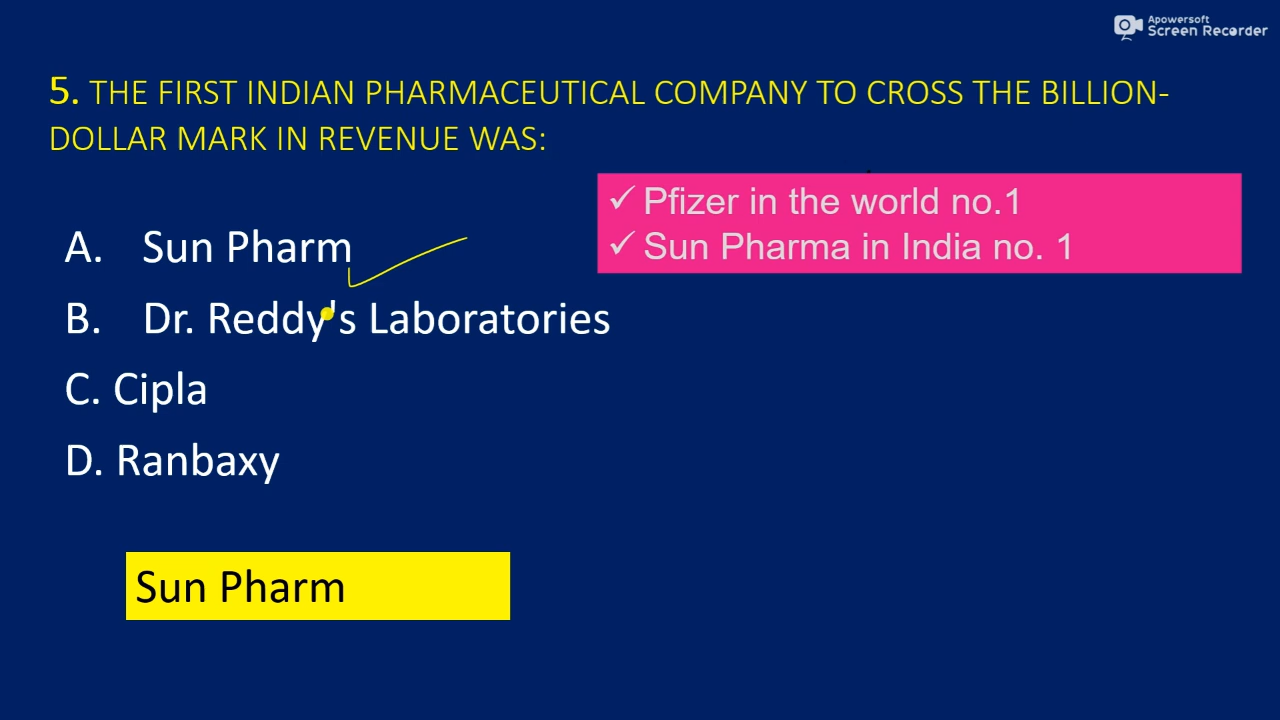 Apowersoft
Screen Recorder
5. THE FIRST INDIAN PHARMACEUTICAL COMPANY TO CROSS THE BILLION-
DOLLAR MARK IN REVENUE WAS:
✓ Pfizer in the world no.1
✓ Sun Pharma in India no. 1
A. Sun Pharm
B. Dr. Reddy's Laboratories
C. Cipla
D. Ranbaxy
Sun Pharm